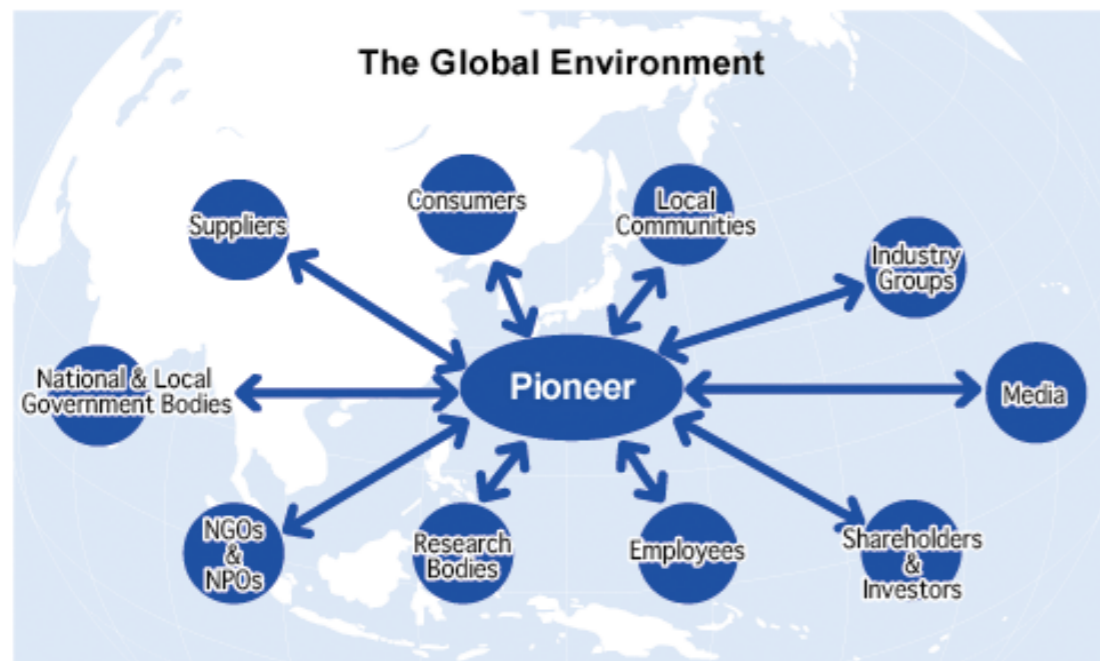 The Global Environment
Consumers
Local
Communities
Suppliers
Industry
Groups
National & Local
Government Bodies
Pioneer
Media
NGOs
&
NPOs
Research
Bodies
Employees
Shareholders
&
Investors